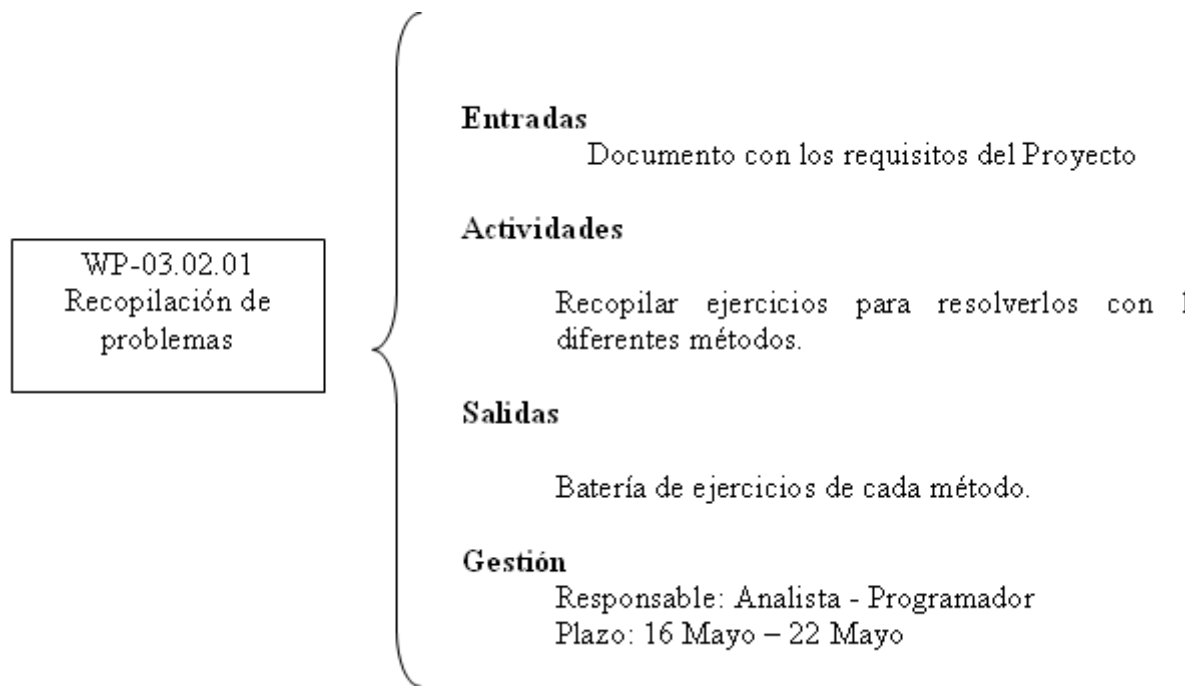 Entradas
Documento con los requisitos del Proyecto
Actividades
WP-03.02.01
Recopilación de
problemas
Recopilar ejercicios para resolverlos con
diferentes métodos.
Salidas
Batería de ejercicios de cada método.
Gestión
Responsable: Analista - Programador
Plazo: 16 Mayo – 22 Mayo